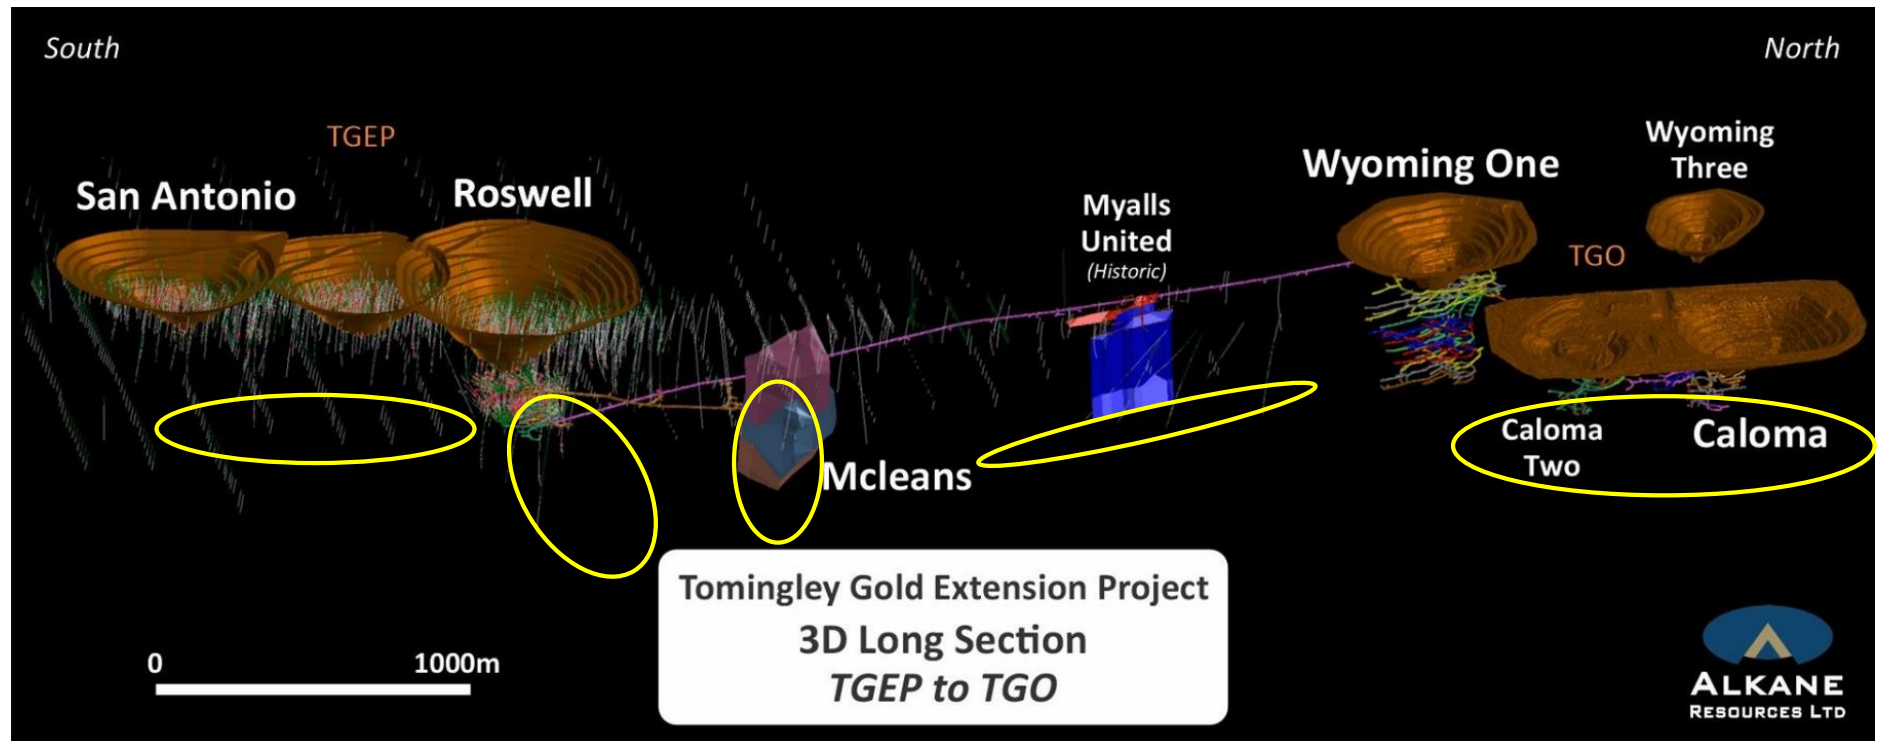 South
North
TGEP
San Antonio
Roswell
Myalls
United
(Historic)
Wyoming One
Wyoming
Three
TGO
Mcleans
Caloma
Two
Caloma
Tomingley Gold Extension Project
3D Long Section
TGEP to TGO
0
1000m
ALKANE
RESOURCES LTD